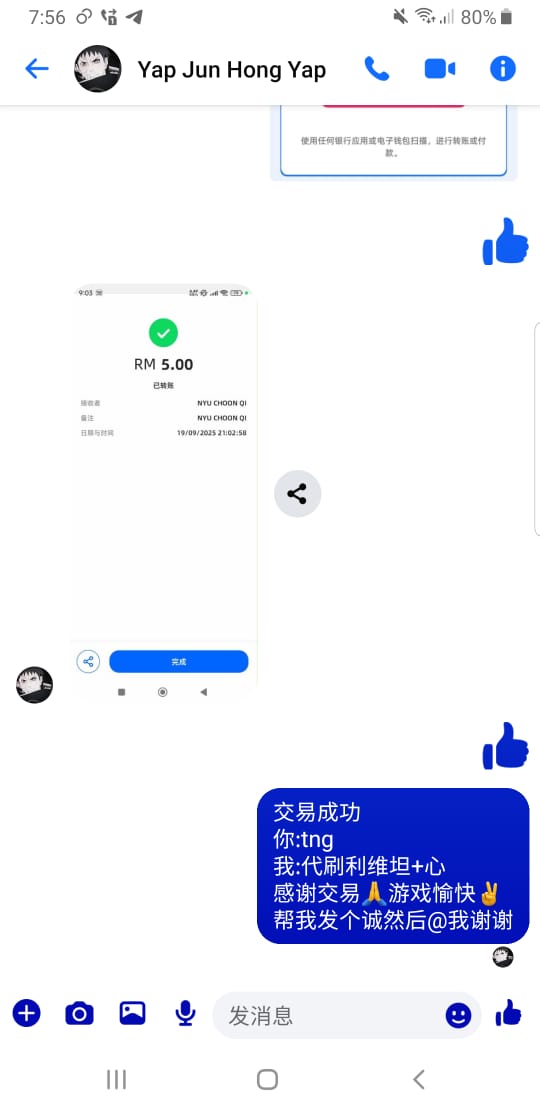 7:56
80%
Yap Jun Hong Yap
使用任何银行应用或电子钱包扫描，进行转账或付
款。
9:03
RM 5.00
已转账
接收者 NYU CHOON QI
备注 NYU CHOON QI
日期与时间 19/09/2025 21:02:58
完成
交易成功
你:tng
我:代刷利维坦+心
感谢交易🙏游戏愉快✌
帮我发个诚然后@我谢谢
发消息